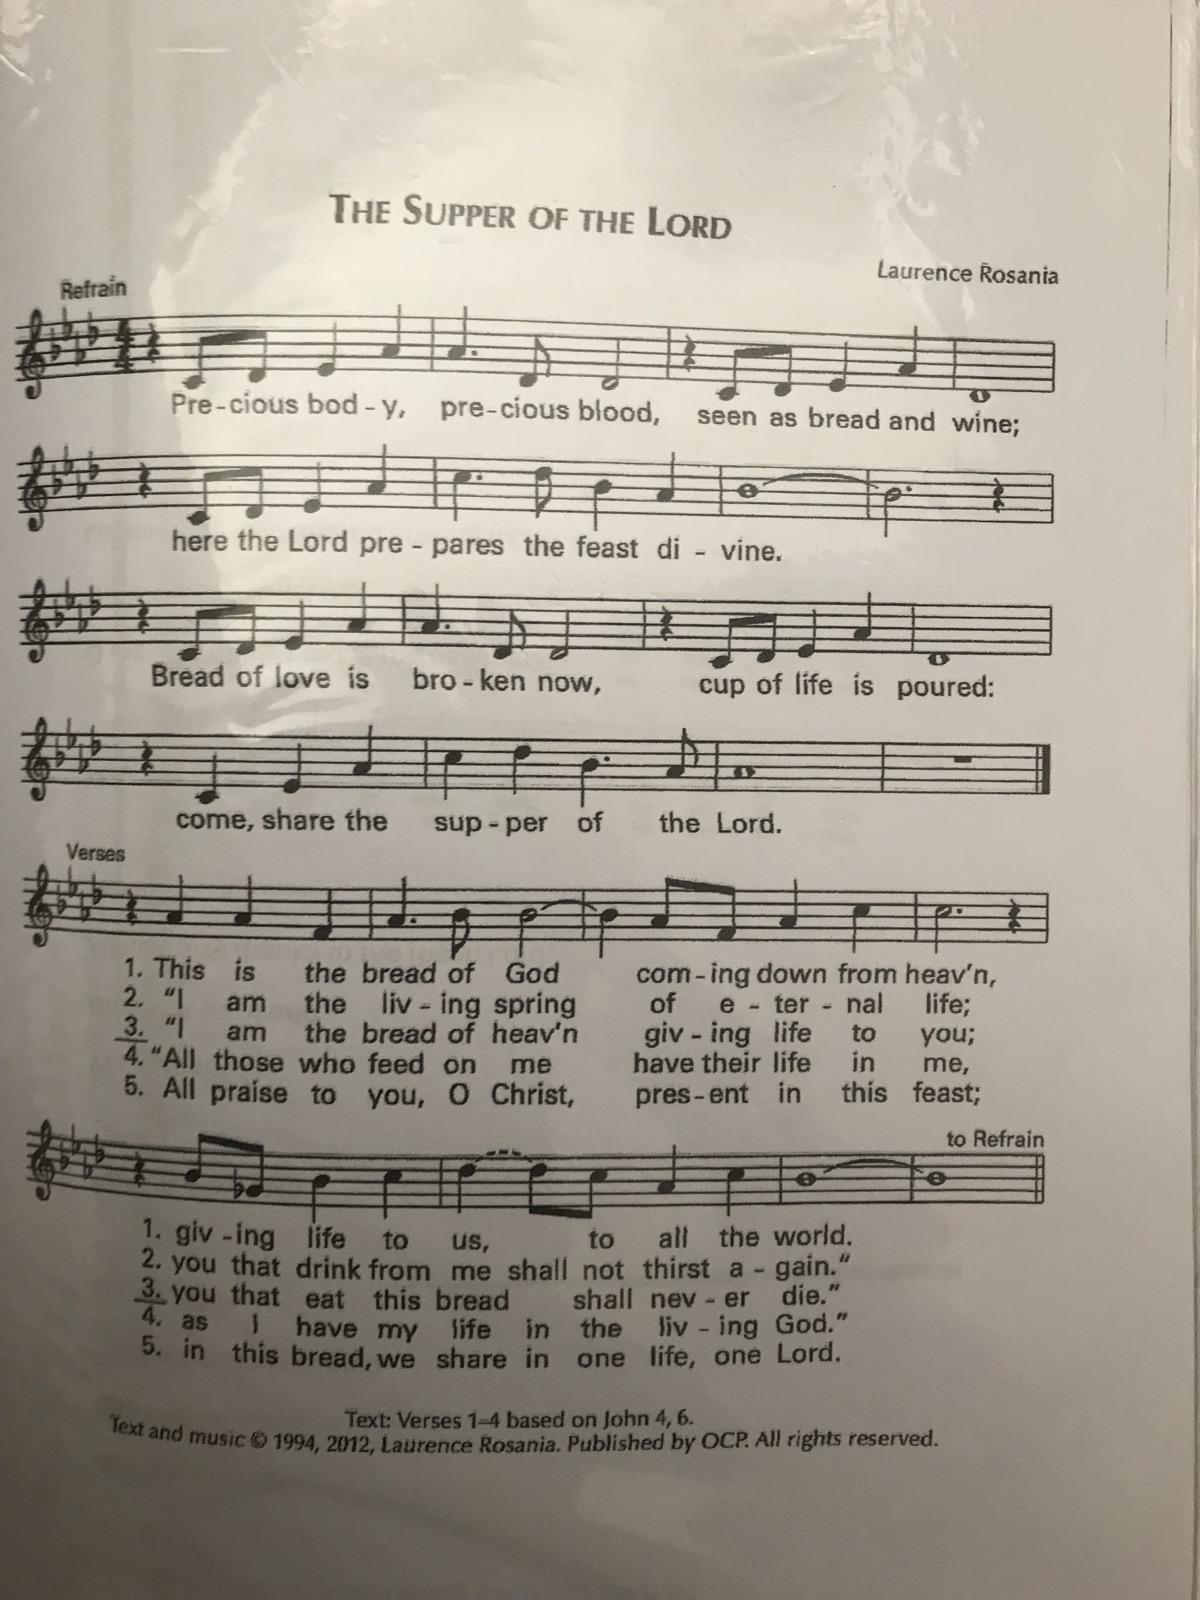 THE SUPPER OF THE LORD
Laurence Rosania
Refrain
Pre-cious bod - y, pre-cious blood, seen as bread and wine;
here the Lord pre - pares the feast di - vine.
Bread of love is bro - ken now, cup of life is poured:
come, share the sup - per of the Lord.
Verses
1. This is the bread of God com - ing down from heav'n,
2. "I am the liv - ing spring of e - ter - nal life;
3. "I am the bread of heav'n giv - ing life to you;
4. "All those who feed on me have their life in me,
5. All praise to you, O Christ, pres - ent in this feast;
to Refrain
1. giv - ing life to us, to all the world.
2. you that drink from me shall not thirst a - gain."
3. you that eat this bread shall nev - er die."
4. as I have my life in the liv - ing God."
5. in this bread, we share in one life, one Lord.
Text: Verses 1–4 based on John 4, 6.
Text and music © 1994, 2012, Laurence Rosania. Published by OCP. All rights reserved.